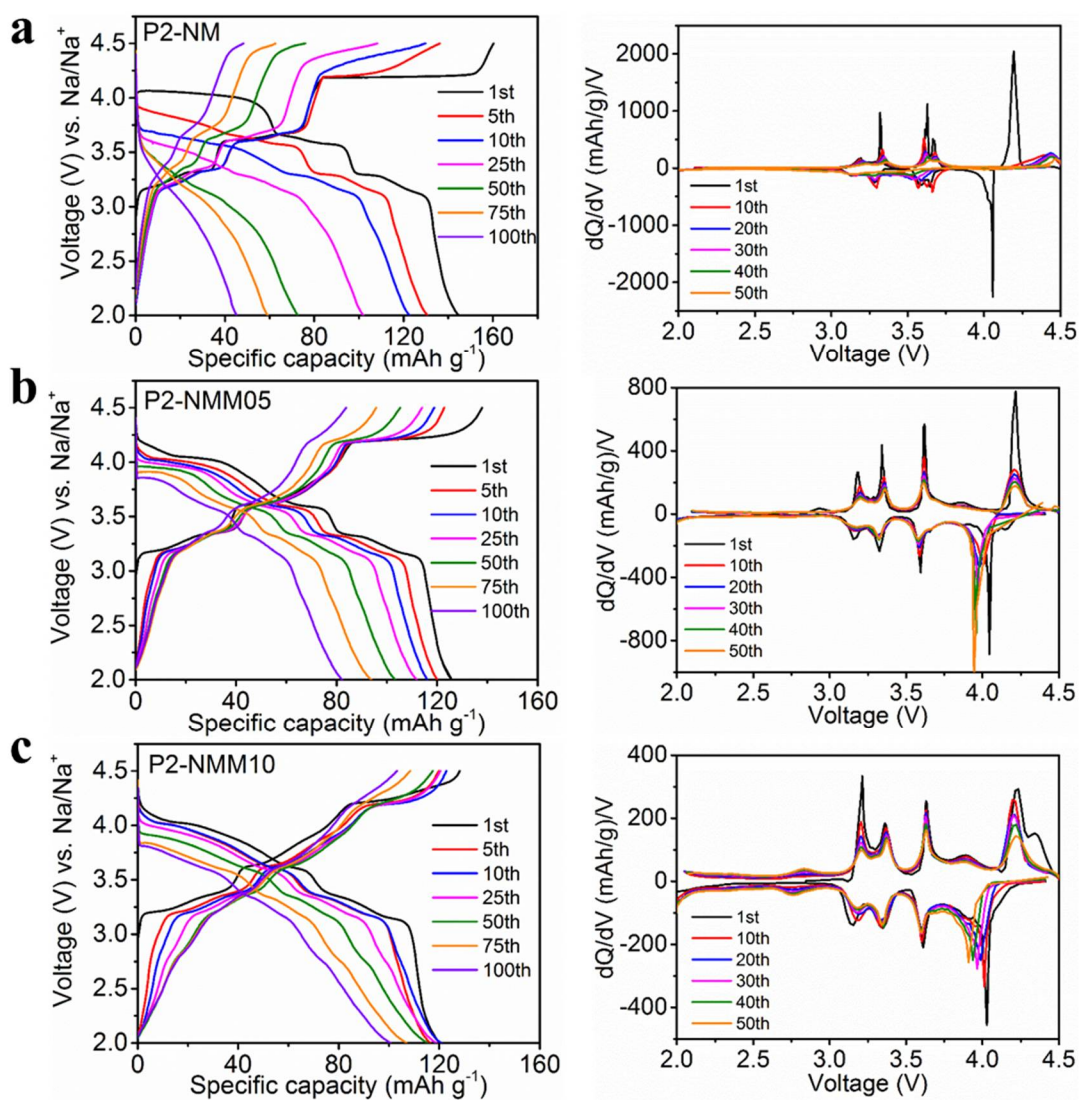 a
P2-NM
Voltage (V) vs. Na/Na⁺
4.5
4.0
3.5
3.0
2.5
2.0
1st
5th
10th
25th
50th
75th
100th
0 40 80 120 160
Specific capacity (mAh g⁻¹)
dQ/dV (mAh/g)/V
2000
1000
0
-1000
-2000
1st
10th
20th
30th
40th
50th
2.0 2.5 3.0 3.5 4.0 4.5
Voltage (V)
b
P2-NMM05
Voltage (V) vs. Na/Na⁺
4.5
4.0
3.5
3.0
2.5
2.0
1st
5th
10th
25th
50th
75th
100th
0 40 80 120 160
Specific capacity (mAh g⁻¹)
dQ/dV (mAh/g)/V
800
400
0
-400
-800
1st
10th
20th
30th
40th
50th
2.0 2.5 3.0 3.5 4.0 4.5
Voltage (V)
c
P2-NMM10
Voltage (V) vs. Na/Na⁺
4.5
4.0
3.5
3.0
2.5
2.0
1st
5th
10th
25th
50th
75th
100th
0 40 80 120 160
Specific capacity (mAh g⁻¹)
dQ/dV (mAh/g)/V
400
200
0
-200
-400
1st
10th
20th
30th
40th
50th
2.0 2.5 3.0 3.5 4.0 4.5
Voltage (V)